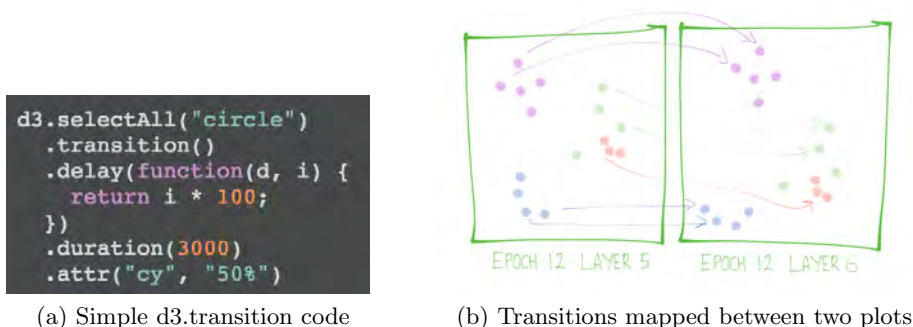 d3.selectAll("circle")
.transition()
.delay(function(d, i) {
return i * 100;
})
.duration(3000)
.attr("cy", "50%")
(a) Simple d3.transition code
EPOCH 12 LAYER 5
EPOCH 12 LAYER 6
(b) Transitions mapped between two plots